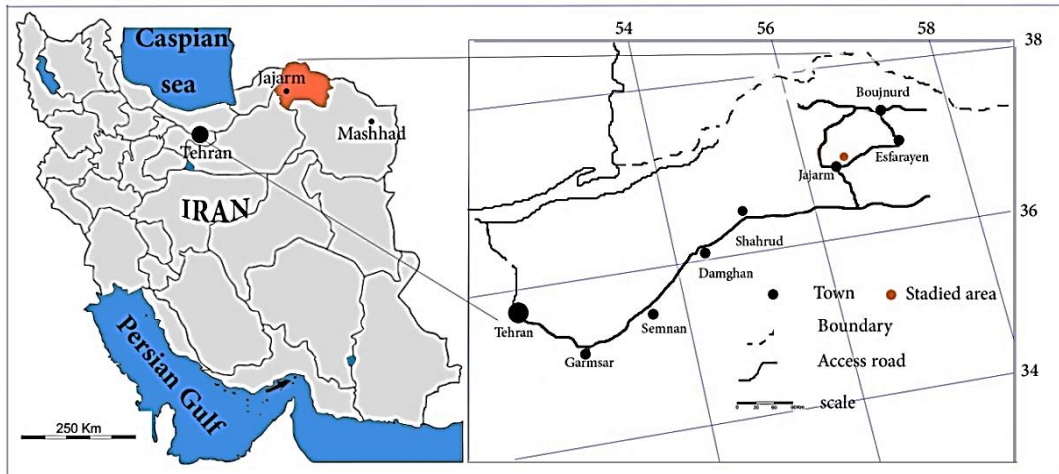 Caspian
sea
Jajarm
Mashhad
Tehran
IRAN
Persian Gulf
250 Km
54
56
58
38
36
34
Boujnurd
Esfarayen
Jajarm
Shahrud
Damghan
Semnan
Tehran
Garmsar
Town
Stadied area
Boundary
Access road
scale